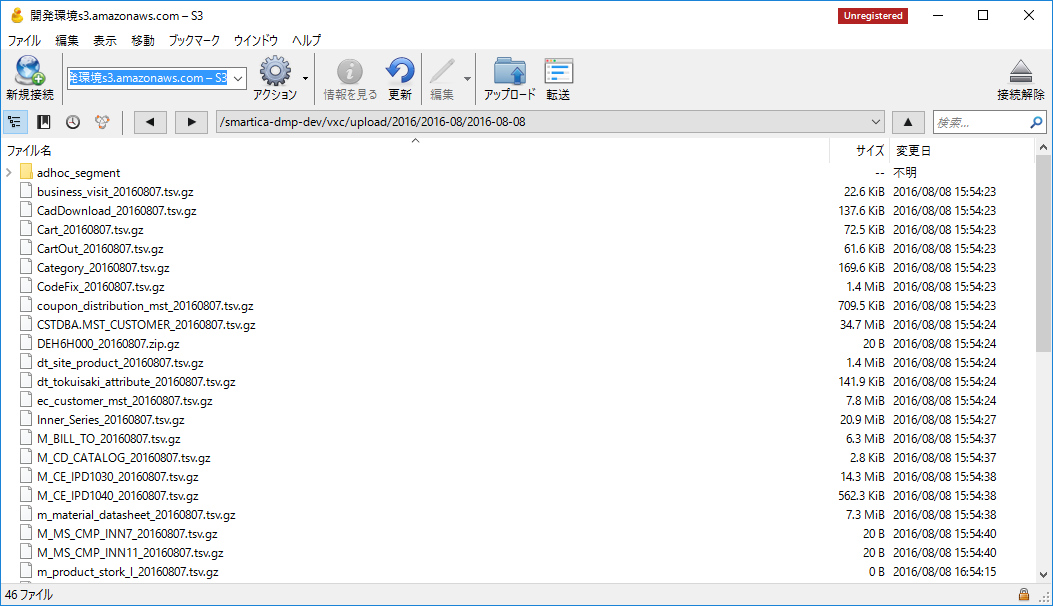 開発環境s3.amazonaws.com – S3 Unregistered
ファイル 編集 表示 移動 ブックマーク ウインドウ ヘルプ
発環境s3.amazonaws.com – S3
新規接続 アクション 情報を見る 更新 編集 アップロード 転送 接続解除
/smartica-dmp-dev/vxc/upload/2016/2016-08/2016-08-08 検索...
ファイル名 サイズ 変更日
adhoc_segment -- 不明
business_visit_20160807.tsv.gz 22.6 KiB 2016/08/08 15:54:23
CadDownload_20160807.tsv.gz 137.6 KiB 2016/08/08 15:54:23
Cart_20160807.tsv.gz 72.5 KiB 2016/08/08 15:54:23
CartOut_20160807.tsv.gz 61.6 KiB 2016/08/08 15:54:23
Category_20160807.tsv.gz 169.6 KiB 2016/08/08 15:54:23
CodeFix_20160807.tsv.gz 1.4 MiB 2016/08/08 15:54:23
coupon_distribution_mst_20160807.tsv.gz 709.5 KiB 2016/08/08 15:54:23
CSTDBA.MST_CUSTOMER_20160807.tsv.gz 34.7 MiB 2016/08/08 15:54:24
DEH6H000_20160807.zip.gz 20 B 2016/08/08 15:54:24
dt_site_product_20160807.tsv.gz 1.4 MiB 2016/08/08 15:54:24
dt_tokuisaki_attribute_20160807.tsv.gz 141.9 KiB 2016/08/08 15:54:24
ec_customer_mst_20160807.tsv.gz 7.8 MiB 2016/08/08 15:54:24
Inner_Series_20160807.tsv.gz 20.9 MiB 2016/08/08 15:54:27
M_BILL_TO_20160807.tsv.gz 6.3 MiB 2016/08/08 15:54:37
M_CD_CATALOG_20160807.tsv.gz 2.8 KiB 2016/08/08 15:54:37
M_CE_IPD1030_20160807.tsv.gz 14.3 MiB 2016/08/08 15:54:38
M_CE_IPD1040_20160807.tsv.gz 562.3 KiB 2016/08/08 15:54:38
m_material_datasheet_20160807.tsv.gz 7.3 MiB 2016/08/08 15:54:38
M_MS_CMP_INN7_20160807.tsv.gz 20 B 2016/08/08 15:54:40
M_MS_CMP_INN11_20160807.tsv.gz 20 B 2016/08/08 15:54:40
m_product_stork_l_20160807.tsv.gz 0 B 2016/08/08 16:54:15
46 ファイル